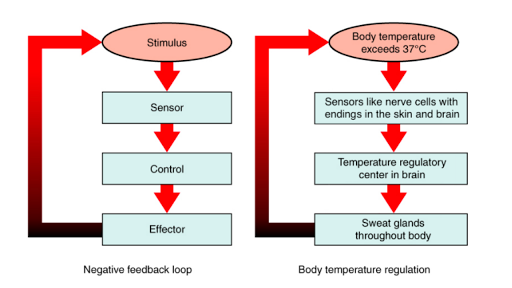 Stimulus
Sensor
Control
Effector
Negative feedback loop
Body temperature
exceeds 37°C
Sensors like nerve cells with
endings in the skin and brain
Temperature regulatory
center in brain
Sweat glands
throughout body
Body temperature regulation